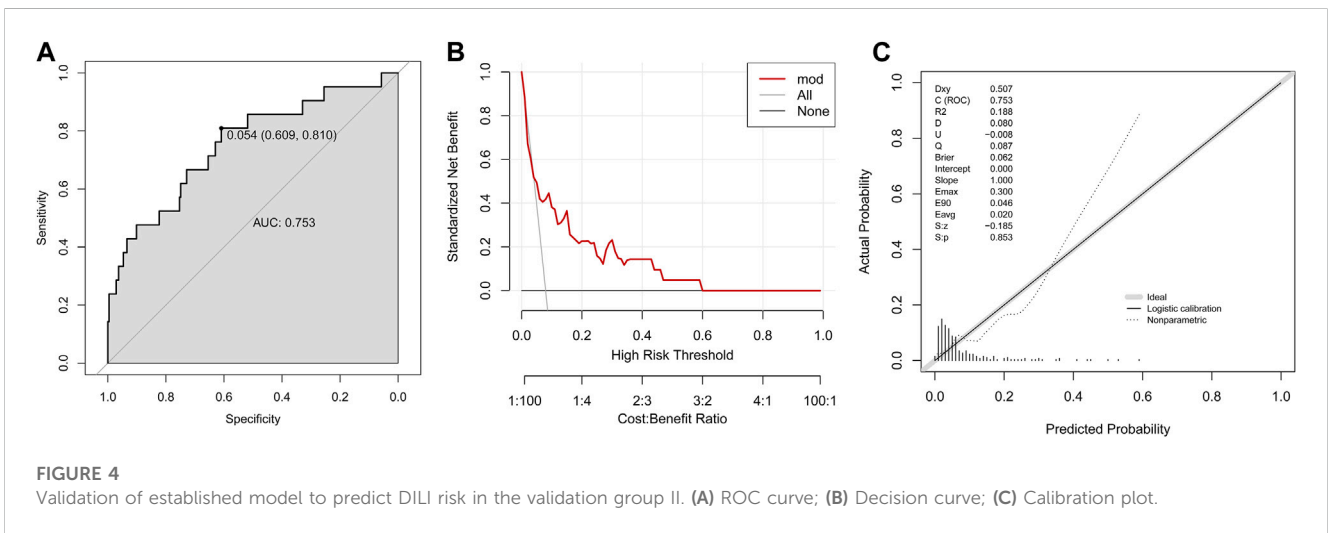 A
1.0
0.8
0.6
0.4
0.2
0.0
Sensitivity
0.054 (0.609, 0.810)
AUC: 0.753
1.0 0.8 0.6 0.4 0.2 0.0
Specificity
B
1.0
0.8
0.6
0.4
0.2
0.0
Standardized Net Benefit
mod
All
None
0.0 0.2 0.4 0.6 0.8 1.0
High Risk Threshold
1:100 1:4 2:3 3:2 4:1 100:1
Cost:Benefit Ratio
C
1.0
0.8
0.6
0.4
0.2
0.0
Actual Probability
Dxy 0.507
C (ROC) 0.753
R2 0.188
D 0.080
U −0.008
Q 0.087
Brier 0.062
Intercept 0.000
Slope 1.000
Emax 0.300
E90 0.046
Eavg 0.020
S:z −0.185
S:p 0.853
Ideal
Logistic calibration
Nonparametric
0.0 0.2 0.4 0.6 0.8 1.0
Predicted Probability
FIGURE 4
Validation of established model to predict DILI risk in the validation group II. (A) ROC curve; (B) Decision curve; (C) Calibration plot.